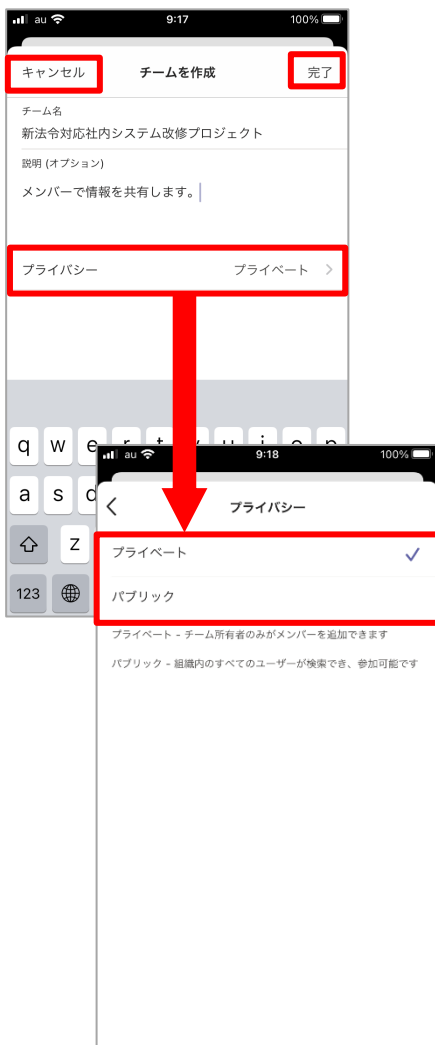 au 9:17 100%
キャンセル チームを作成 完了
チーム名
新法令対応社内システム改修プロジェクト
説明 (オプション)
メンバーで情報を共有します。
プライバシー プライベート
q w e r t y u i o p
a s d
z
123
au 9:18 100%
プライバシー
プライベート
パブリック
プライベート - チーム所有者のみがメンバーを追加できます
パブリック - 組織内のすべてのユーザーが検索でき、参加可能です